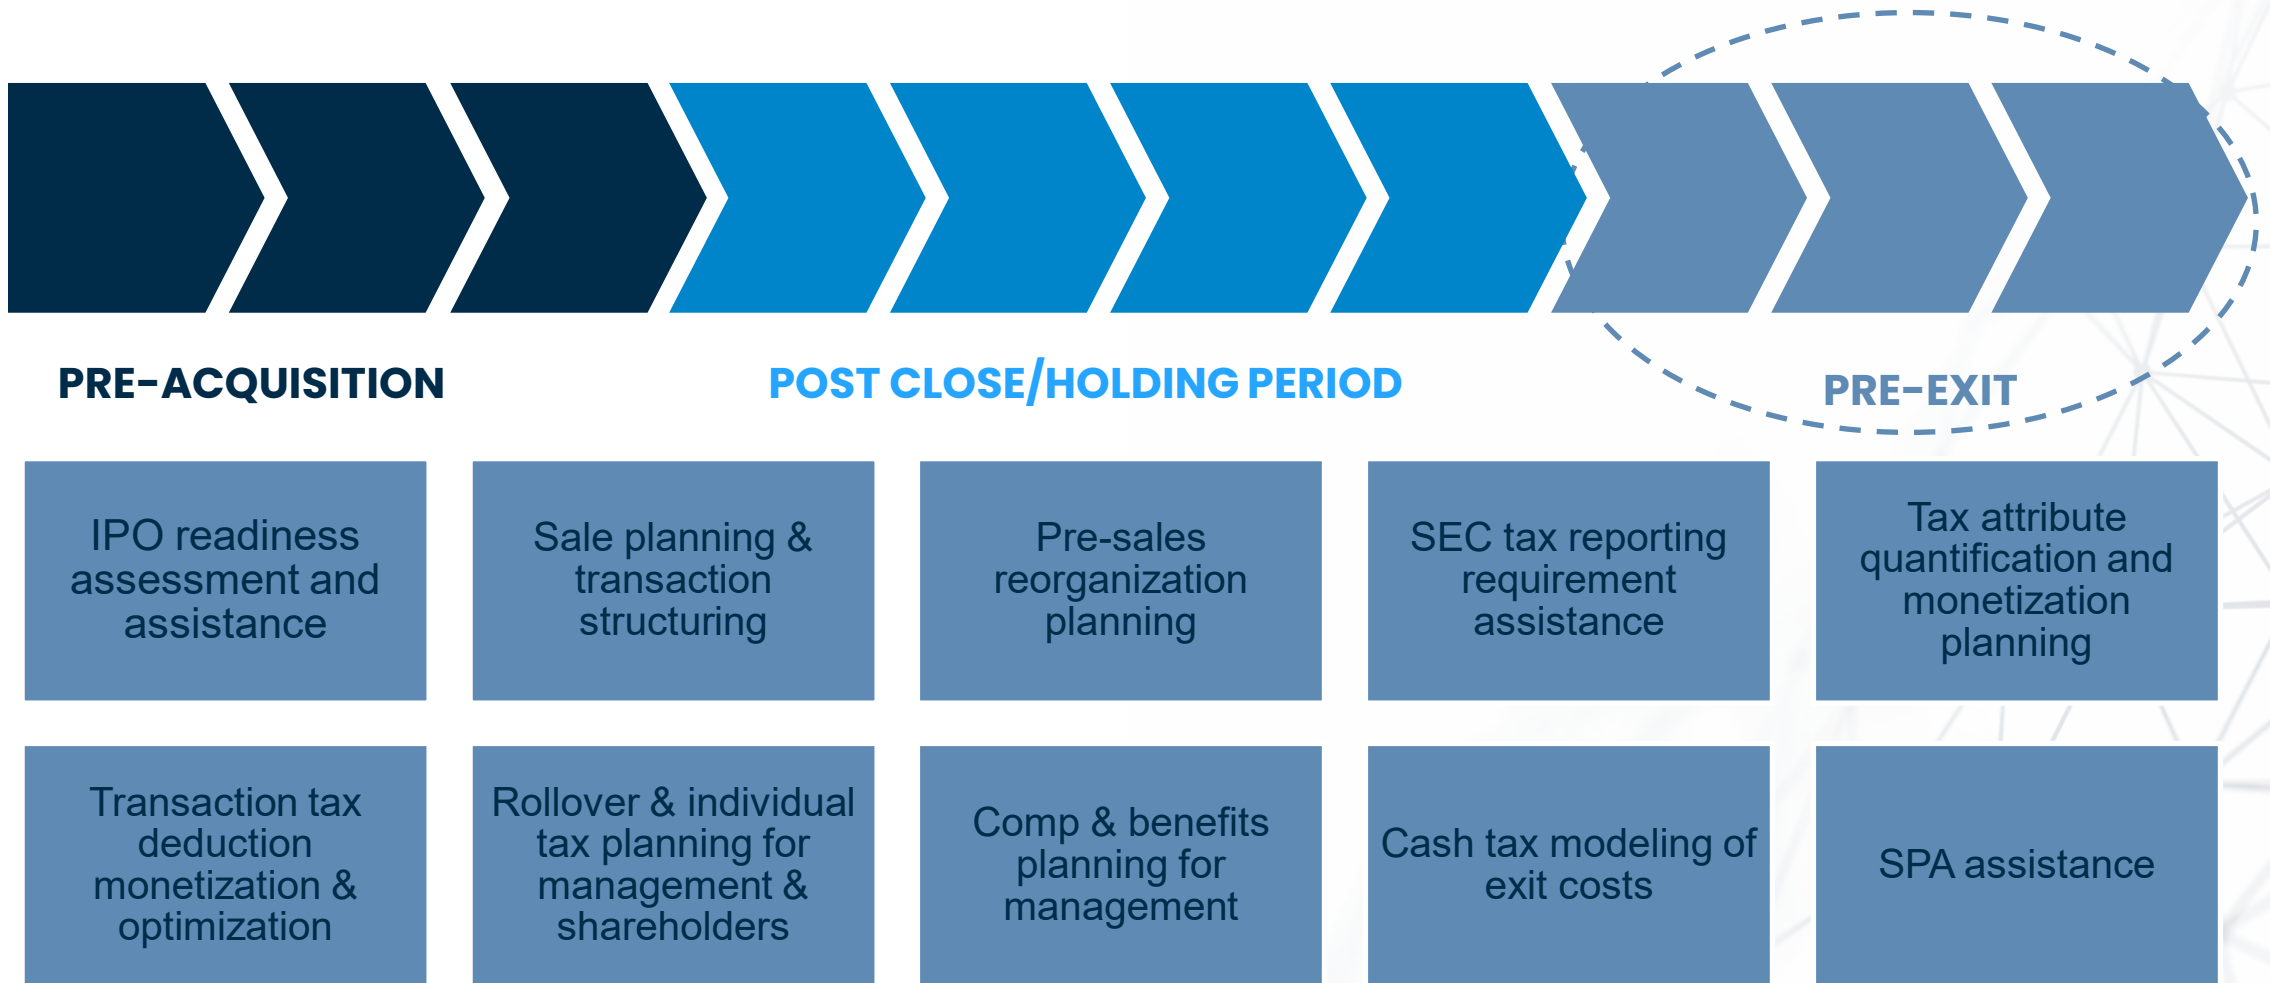 PRE-ACQUISITION
POST CLOSE/HOLDING PERIOD
PRE-EXIT
IPO readiness
assessment and
assistance
Sale planning &
transaction
structuring
Pre-sales
reorganization
planning
SEC tax reporting
requirement
assistance
Tax attribute
quantification and
monetization
planning
Transaction tax
deduction
monetization &
optimization
Rollover & individual
tax planning for
management &
shareholders
Comp & benefits
planning for
management
Cash tax modeling of
exit costs
SPA assistance